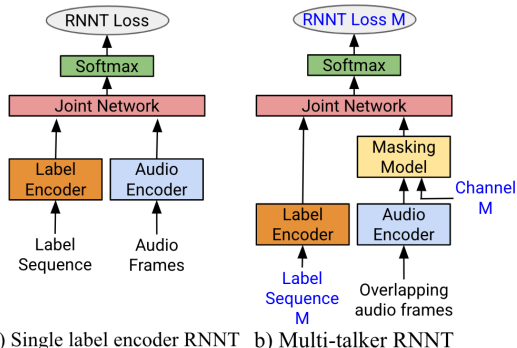 RNNT Loss
Softmax
Joint Network
Label
Encoder
Audio
Encoder
Label
Sequence
Audio
Frames
) Single label encoder RNNT
RNNT Loss M
Softmax
Joint Network
Masking
Model
Channel
M
Label
Encoder
Audio
Encoder
Label
Sequence
M
Overlapping
audio frames
b) Multi-talker RNNT